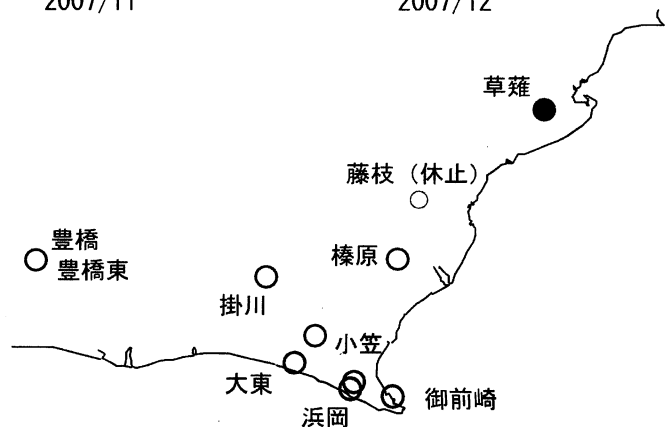 2007/11
2007/12
草薙
藤枝（休止）
豊橋
豊橋東
榛原
掛川
小笠
大東
御前崎
浜岡